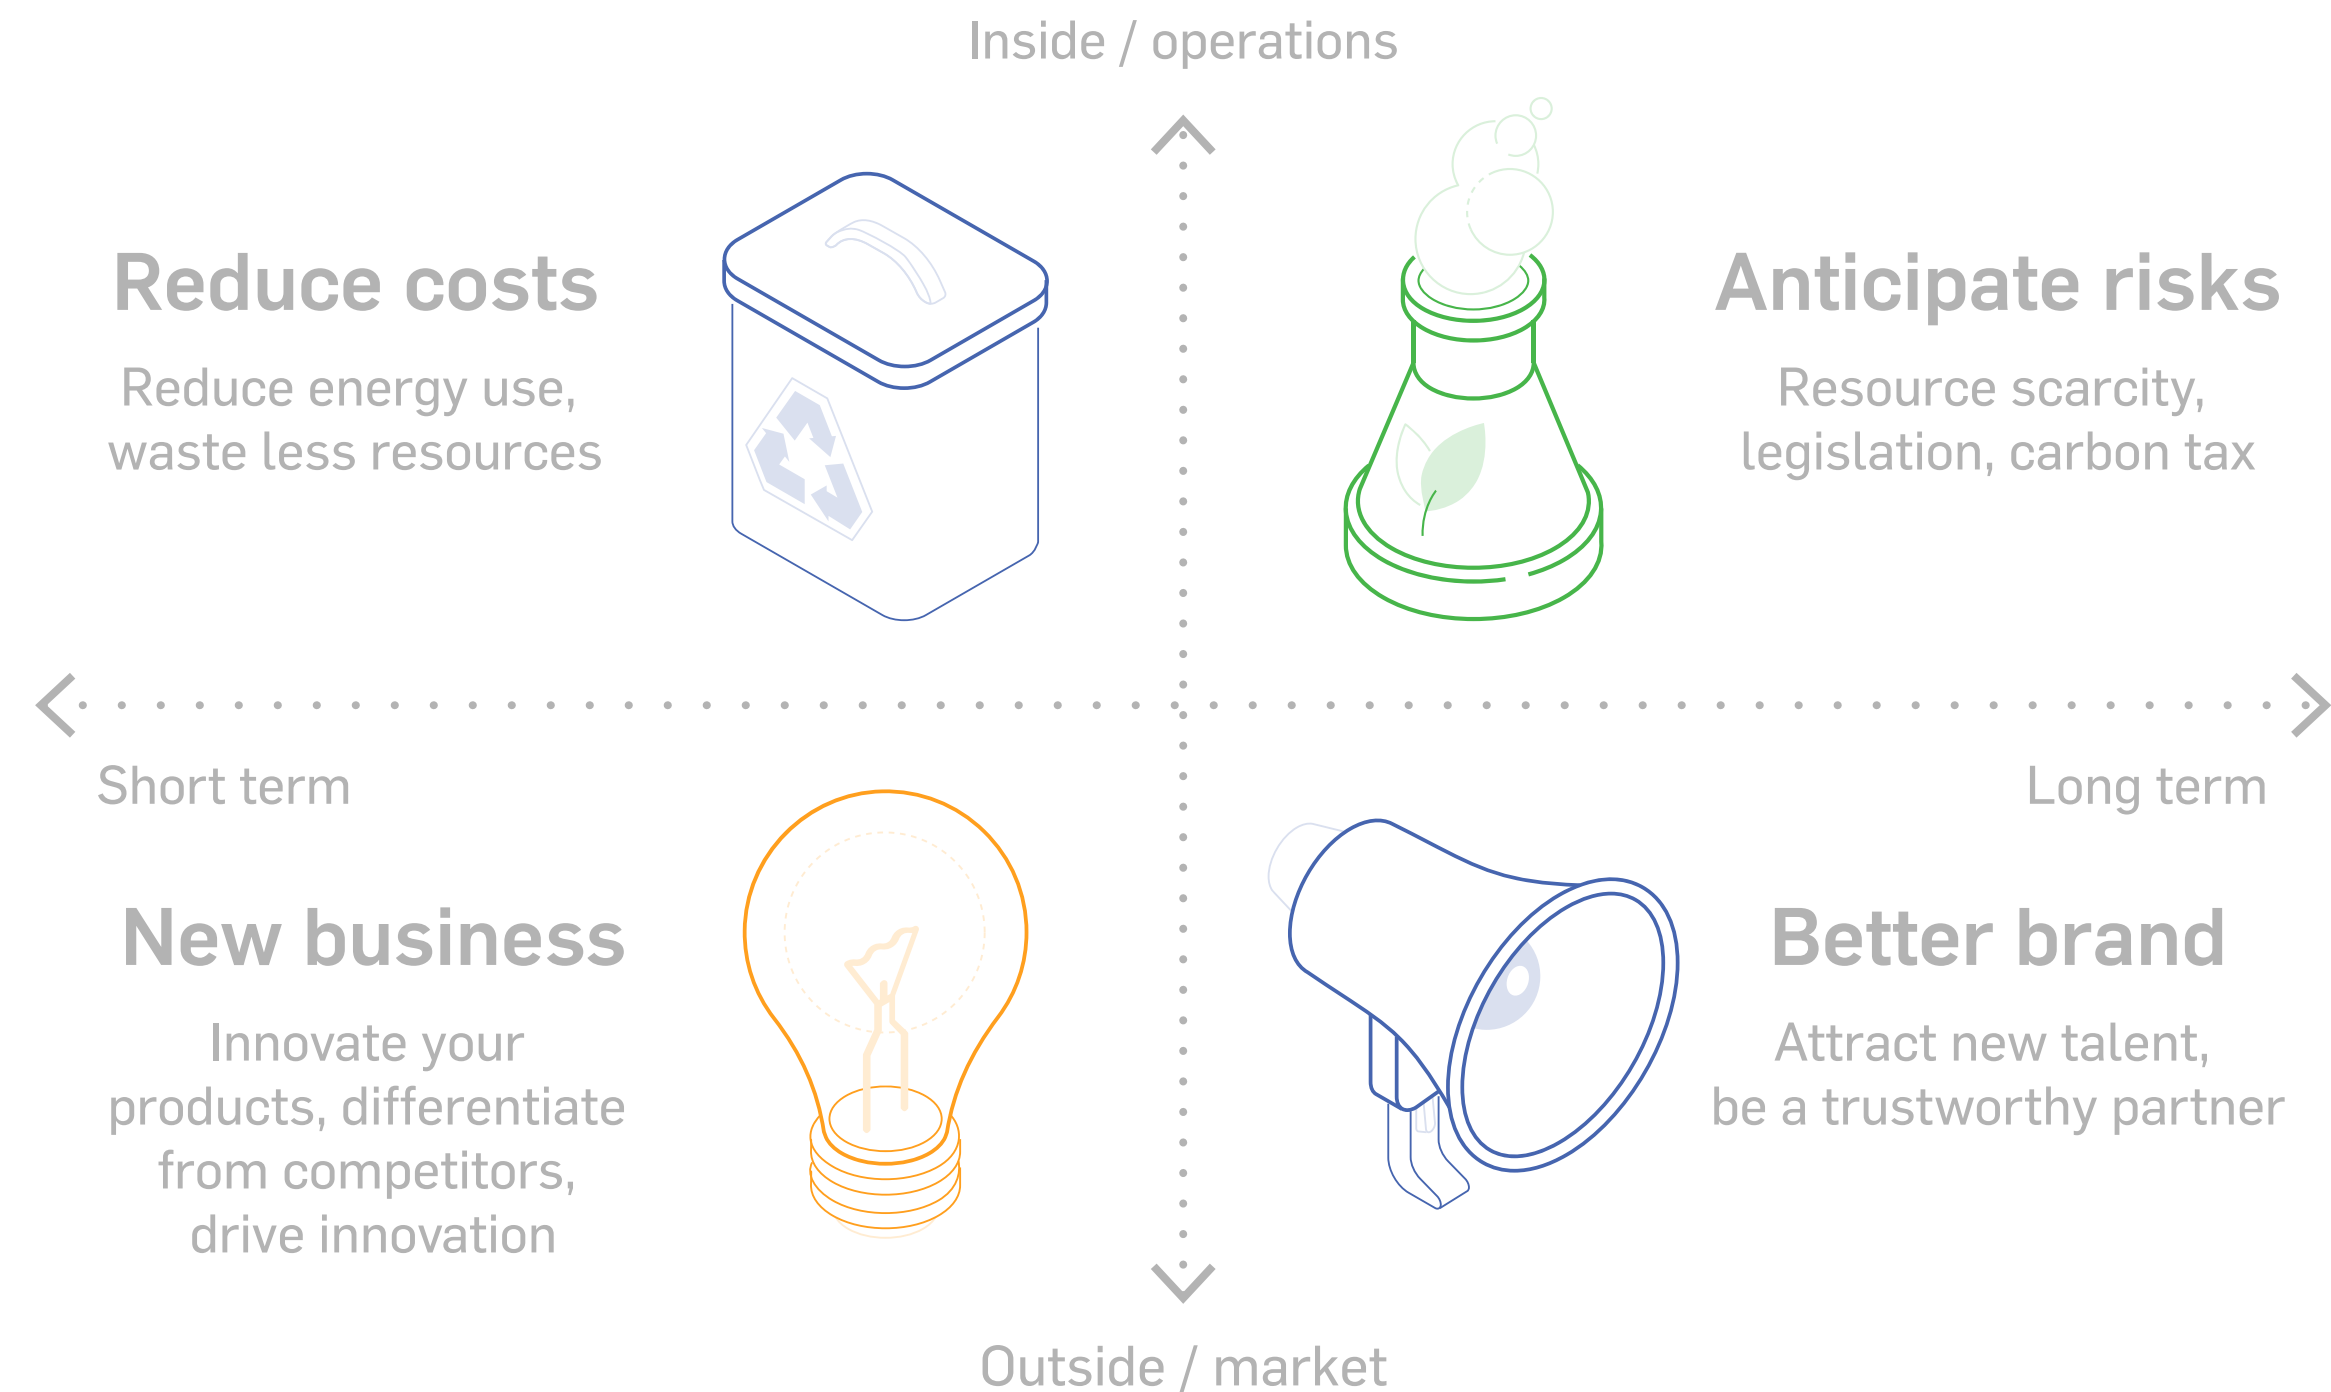 Inside / operations
Reduce costs
Reduce energy use,
waste less resources
Anticipate risks
Resource scarcity,
legislation, carbon tax
Short term
Long term
New business
Innovate your
products, differentiate
from competitors,
drive innovation
Better brand
Attract new talent,
be a trustworthy partner
Outside / market